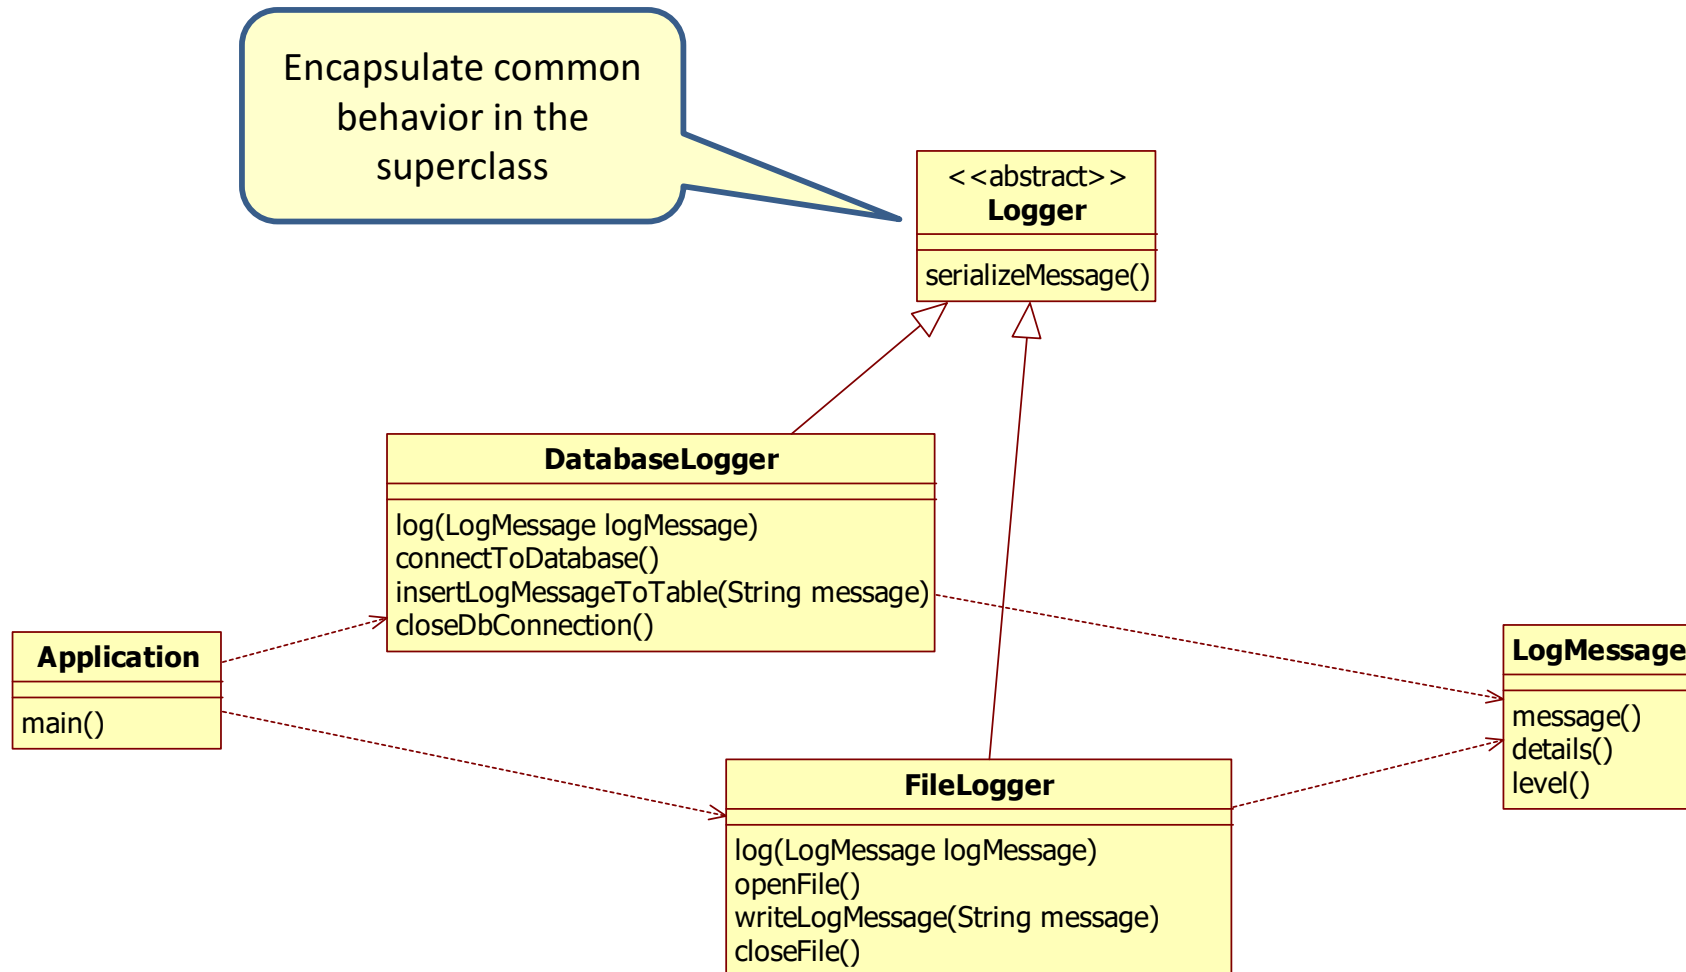 Encapsulate common
behavior in the
superclass
<<abstract>>
Logger
serializeMessage()
DatabaseLogger
log(LogMessage logMessage)
connectToDatabase()
insertLogMessageToTable(String message)
closeDbConnection()
Application
main()
LogMessage
message()
details()
level()
FileLogger
log(LogMessage logMessage)
openFile()
writeLogMessage(String message)
closeFile()